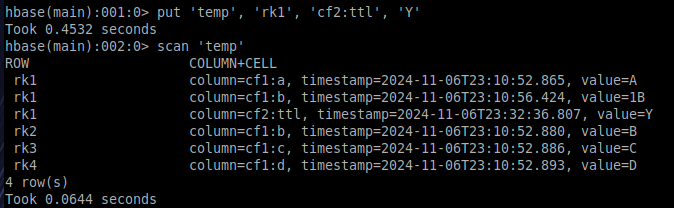 hbase(main):001:0> put 'temp', 'rk1', 'cf2:ttl', 'Y'
Took 0.4532 seconds
hbase(main):002:0> scan 'temp'
ROW                   COLUMN+CELL
 rk1                  column=cf1:a, timestamp=2024-11-06T23:10:52.865, value=A
 rk1                  column=cf1:b, timestamp=2024-11-06T23:10:56.424, value=1B
 rk1                  column=cf2:ttl, timestamp=2024-11-06T23:32:36.807, value=Y
 rk2                  column=cf1:b, timestamp=2024-11-06T23:10:52.880, value=B
 rk3                  column=cf1:c, timestamp=2024-11-06T23:10:52.886, value=C
 rk4                  column=cf1:d, timestamp=2024-11-06T23:10:52.893, value=D
4 row(s)
Took 0.0644 seconds